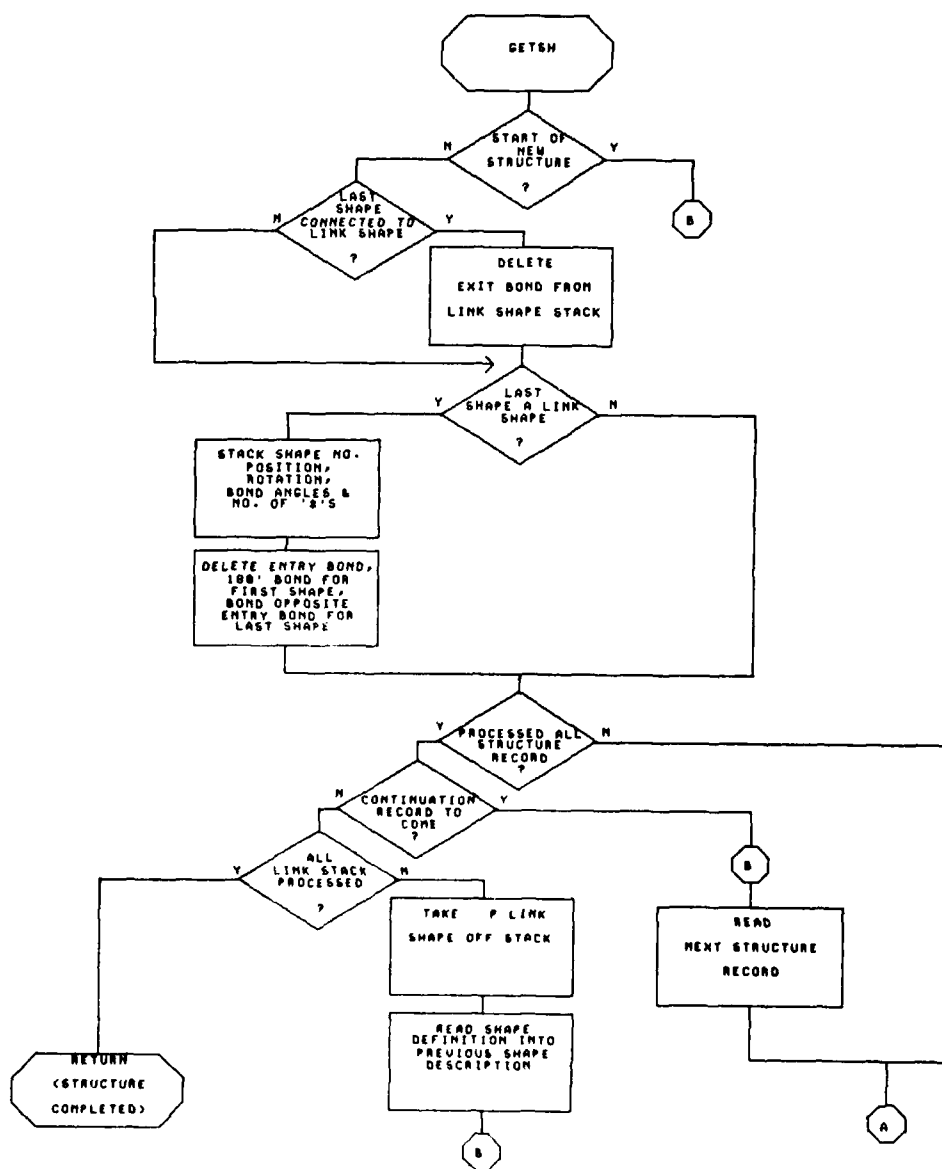 GETSH
START OF
NEW
STRUCTURE
?
N
Y
B
LAST
SHAPE
CONNECTED TO
LINK SHAPE
?
N
Y
DELETE
EXIT BOND FROM
LINK SHAPE STACK
LAST
SHAPE A LINK
SHAPE
?
Y
N
STACK SHAPE NO.
POSITION,
ROTATION,
BOND ANGLES &
NO. OF '$'S
DELETE ENTRY BOND,
180' BOND FOR
FIRST SHAPE,
BOND OPPOSITE
ENTRY BOND FOR
LAST SHAPE
PROCESSED ALL
STRUCTURE
RECORD
?
Y
N
CONTINUATION
RECORD TO
COME
?
N
Y
B
ALL
LINK STACK
PROCESSED
?
Y
N
TAKE P LINK
SHAPE OFF STACK
READ
NEXT STRUCTURE
RECORD
READ SHAPE
DEFINITION INTO
PREVIOUS SHAPE
DESCRIPTION
RETURN
(STRUCTURE
COMPLETED)
B
A